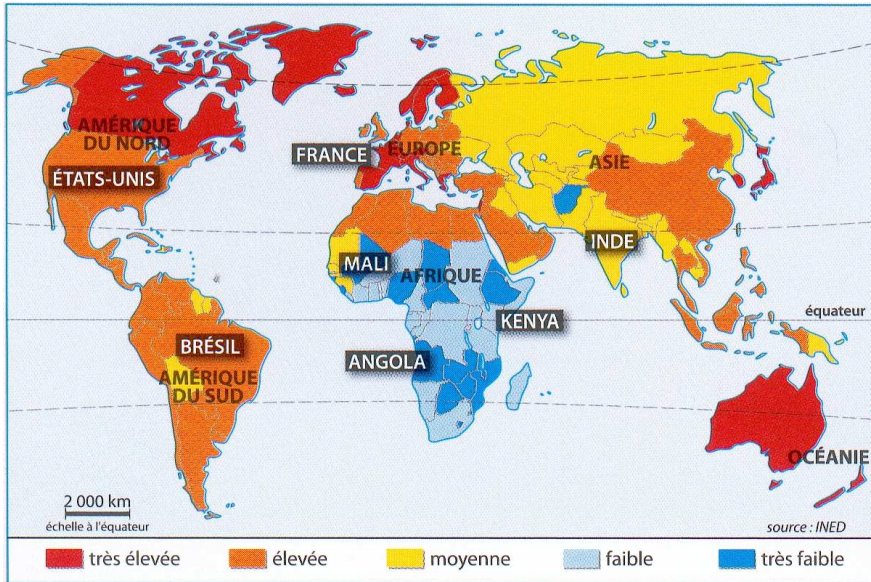 AMÉRIQUE
DU NORD
ÉTATS-UNIS
FRANCE
EUROPE
ASIE
MALI
AFRIQUE
INDE
KENYA
équateur
BRÉSIL
AMÉRIQUE
DU SUD
ANGOLA
OCÉANIE
2 000 km
échelle à l'équateur
source : INED
très élevée
élevée
moyenne
faible
très faible